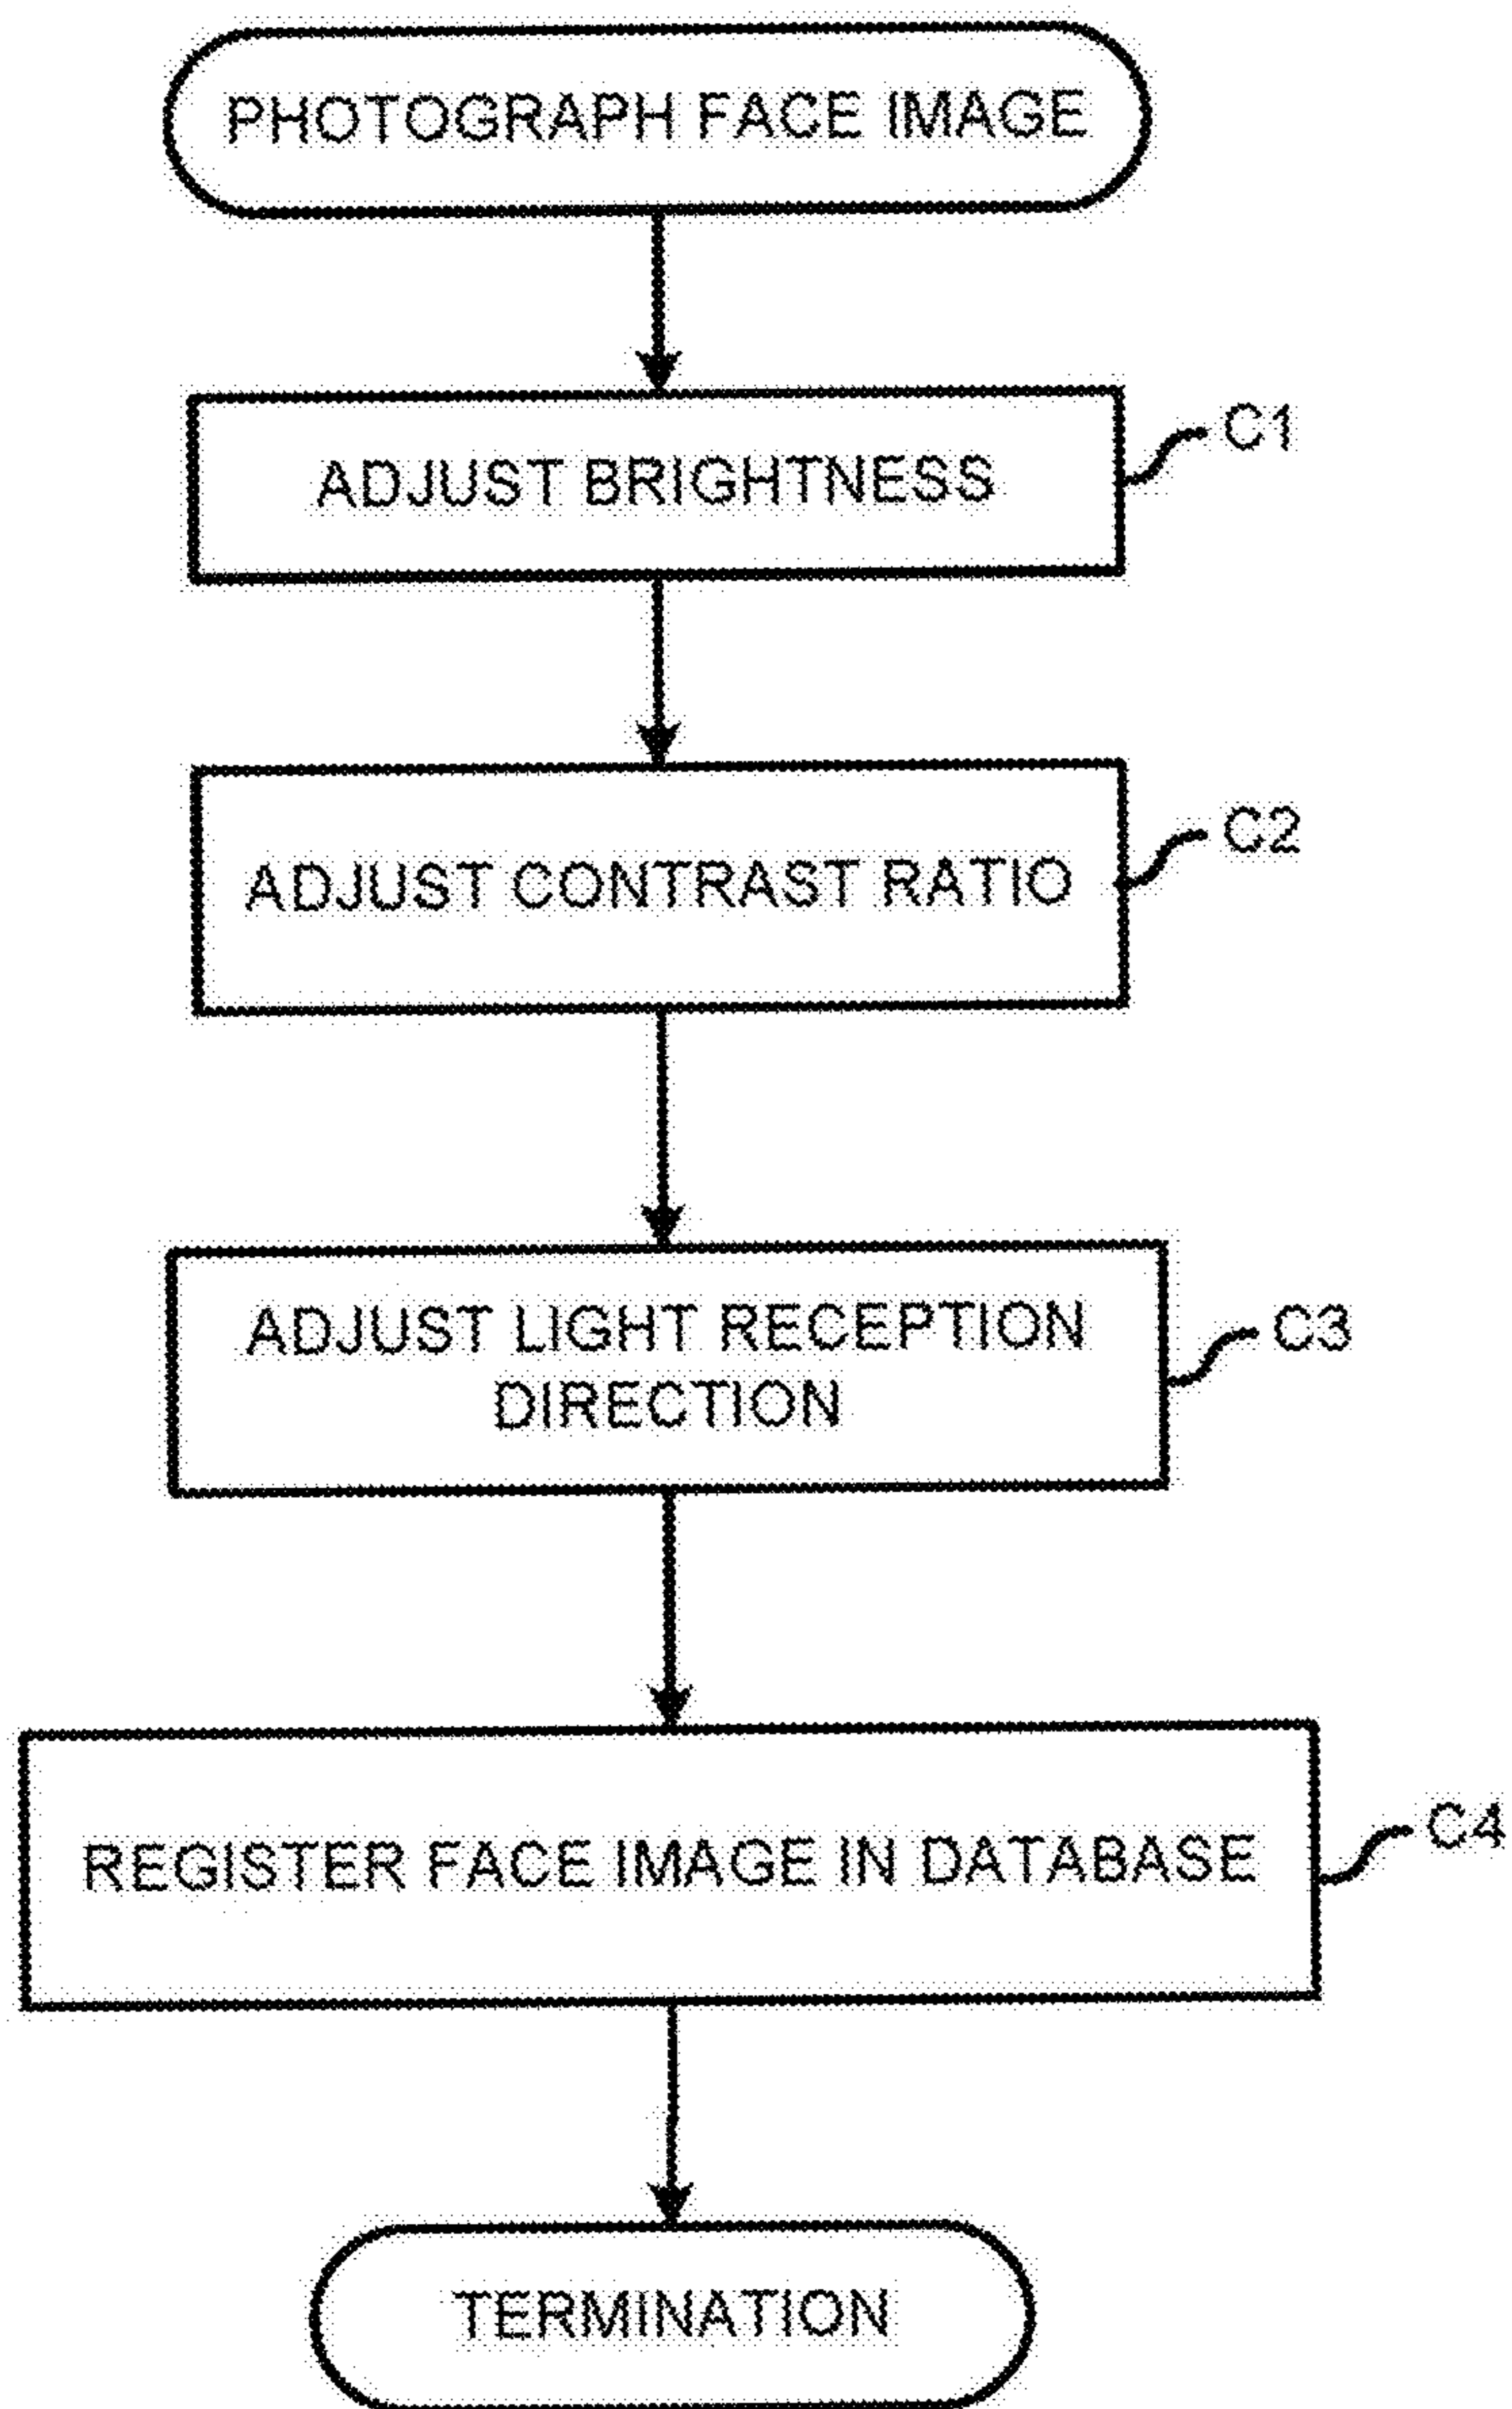 PHOTOGRAPH FACE IMAGE
ADJUST BRIGHTNESS
C1
ADJUST CONTRAST RATIO
C2
ADJUST LIGHT RECEPTION
DIRECTION
C3
REGISTER FACE IMAGE IN DATABASE
C4
TERMINATION